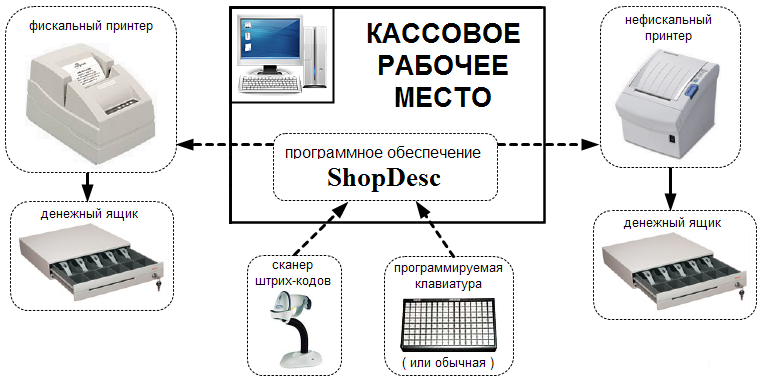 фискальный принтер
КАССОВОЕ
РАБОЧЕЕ
МЕСТО
нефискальный
принтер
программное обеспечение
ShopDesc
денежный ящик
денежный ящик
сканер
штрих-кодов
программируемая
клавиатура
( или обычная )